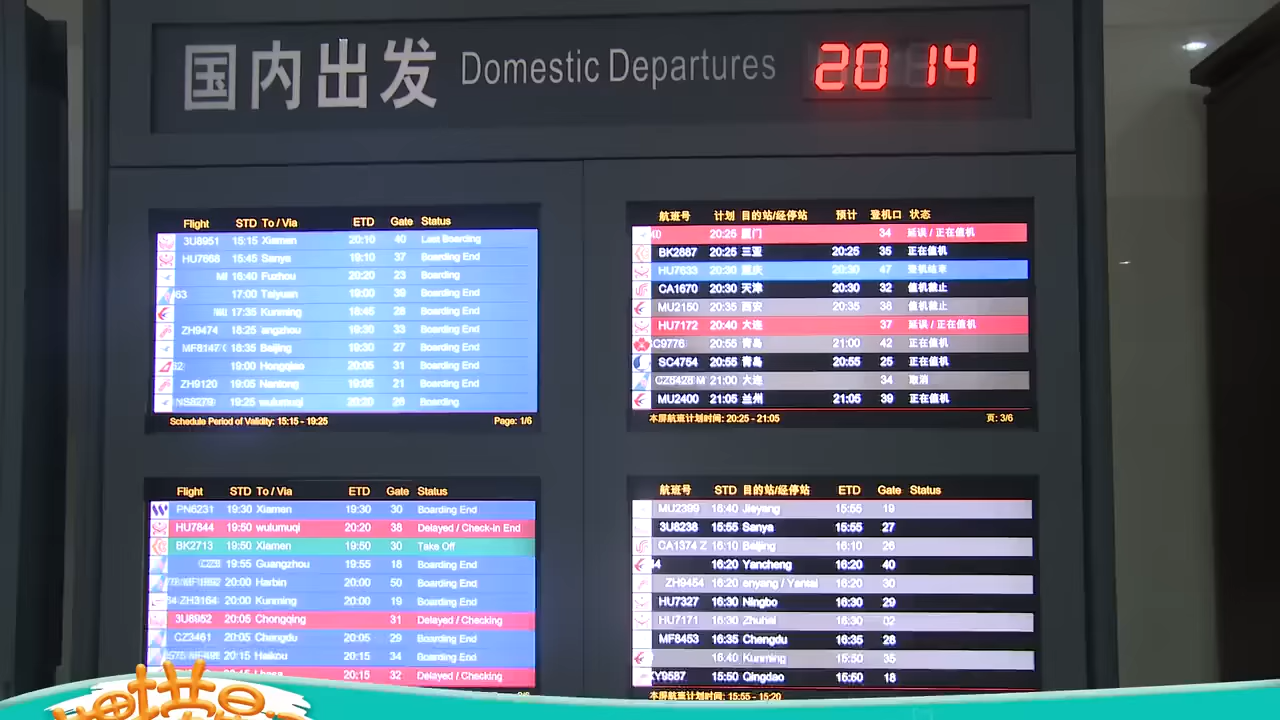 国内出发 Domestic Departures 20 14
Flight STD To / Via ETD Gate Status
3U8951 15:15 Xiamen 20:10 40 Last Boarding
HU7668 15:45 Sanya 19:10 37 Boarding End
16:40 Fuzhou 20:20 23 Boarding
17:00 Taiyuan 19:00 39 Boarding End
17:35 Kunming 18:45 28 Boarding End
ZH9474 18:25 angzhou 19:30 33 Boarding End
18:35 Beijing 19:30 27 Boarding End
19:00 Hongqiao 20:05 31 Boarding End
ZH9120 19:05 Nantong 19:05 21 Boarding End
19:25 wulumuqi 20:20 26 Boarding
Schedule Period of Validity: 15:15 - 19:25 Page: 1/6
航班号 计划 目的站/经停站 预计 登机口 状态
20:25 厦门 34 延误 / 正在值机
BK2887 20:25 三亚 20:25 35 正在值机
HU7633 20:30 重庆 20:30 47 登机结束
CA1670 20:30 天津 20:30 32 值机截止
MU2150 20:35 西安 20:35 38 值机截止
HU7172 20:40 大连 37 延误 / 正在值机
C9776 20:55 青岛 21:00 42 正在值机
SC4754 20:55 青岛 20:55 25 正在值机
CZ6428 M 21:00 大连 34 取消
MU2400 21:05 兰州 21:05 39 正在值机
本屏航班计划时间: 20:25 - 21:05 页: 3/6
Flight STD To / Via ETD Gate Status
PN6231 19:30 Xiamen 19:30 30 Boarding End
HU7844 19:50 wulumuqi 20:20 38 Delayed / Check-in End
BK2713 19:50 Xiamen 19:50 30 Take Off
19:55 Guangzhou 19:55 18 Boarding End
20:00 Harbin 20:00 50 Boarding End
ZH3164 20:00 Kunming 20:00 19 Boarding End
3U8952 20:05 Chongqing 31 Delayed / Checking
CZ3461 20:05 Chengdu 20:05 29 Boarding End
20:15 Haikou 20:15 34 Boarding End
20:15 Lhasa 20:15 32 Delayed / Checking
航班号 STD 目的站/经停站 ETD Gate Status
MU2399 16:40 Jieyang 15:55 19
3U8238 15:55 Sanya 15:55 27
CA1374 Z 16:10 Beijing 16:10 26
16:20 Yancheng 16:20 40
ZH9454 16:20 enyang / Yantai 16:20 30
HU7327 16:30 Ningbo 16:30 29
HU7171 16:30 Zhuhai 16:30 02
MF8453 16:35 Chengdu 16:35 28
16:40 Kunming 15:50 35
Y9587 16:50 Qingdao 16:50 18
本屏航班计划时间: 15:55 - 15:20